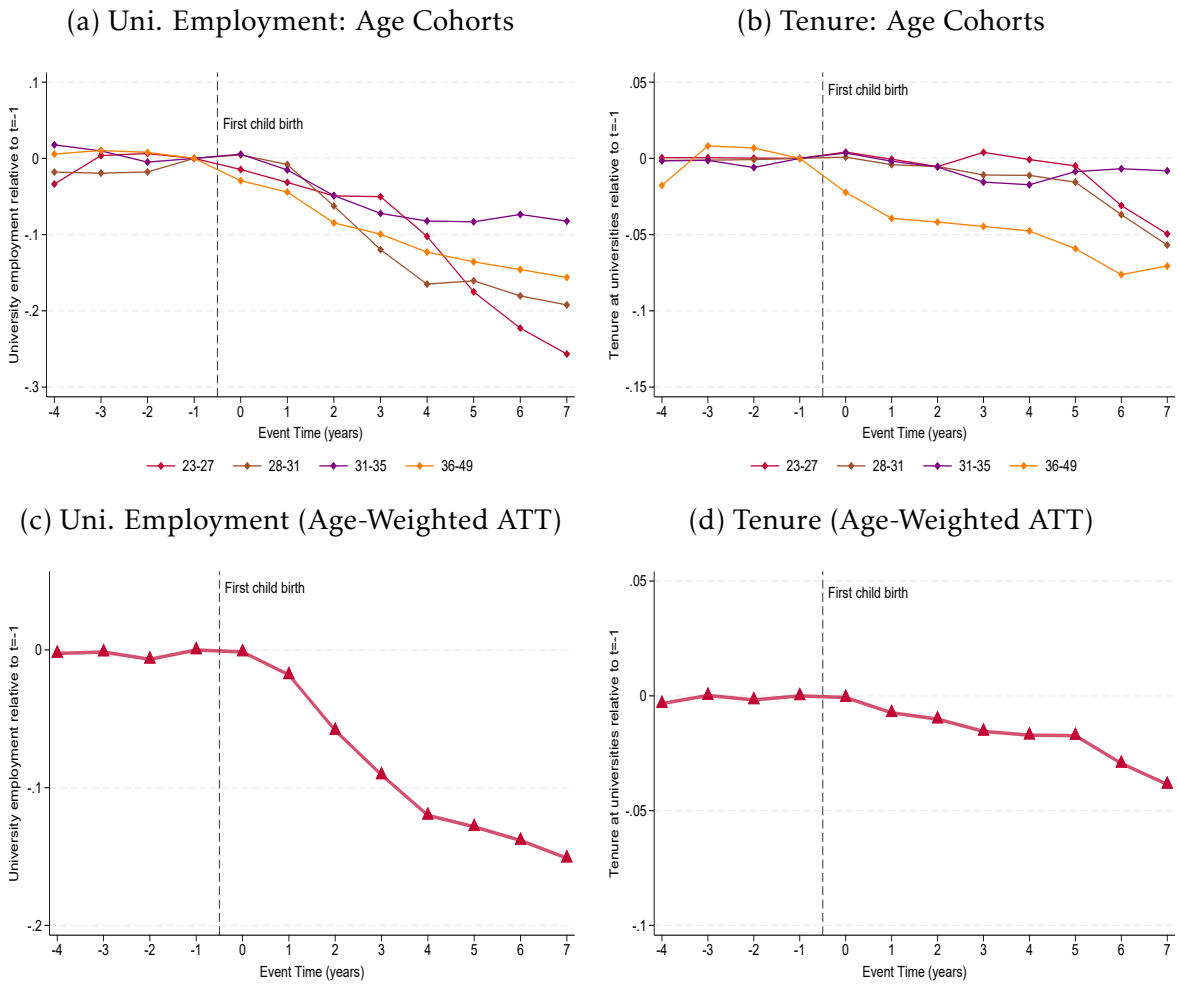 (a) Uni. Employment: Age Cohorts
University employment relative to t=-1
.1
0
-.1
-.2
-.3
First child birth
-4 -3 -2 -1 0 1 2 3 4 5 6 7
Event Time (years)
23-27 28-31 31-35 36-49
(b) Tenure: Age Cohorts
Tenure at universities relative to t=-1
.05
0
-.05
-.1
-.15
First child birth
-4 -3 -2 -1 0 1 2 3 4 5 6 7
Event Time (years)
23-27 28-31 31-35 36-49
(c) Uni. Employment (Age-Weighted ATT)
University employment relative to t=-1
0
-.1
-.2
First child birth
-4 -3 -2 -1 0 1 2 3 4 5 6 7
Event Time (years)
(d) Tenure (Age-Weighted ATT)
Tenure at universities relative to t=-1
.05
0
-.05
-.1
First child birth
-4 -3 -2 -1 0 1 2 3 4 5 6 7
Event Time (years)